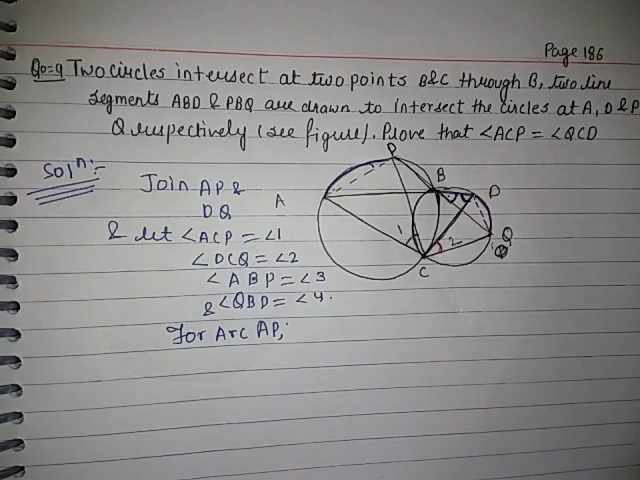 Page 186
Qo=9 Two circles intersect at two points B&C through B, two line
segments ABD & PBQ are drawn to intersect the circles at A, D & P
Q respectively (see figure). Prove that ∠ACP = ∠QCD
Solⁿ:-
Join AP &
DQ
& let ∠ACP = ∠1
∠DCQ = ∠2
∠ABP = ∠3
& ∠QBD = ∠4.
For Arc AP,
P
A
B
D
1
2
Q
C